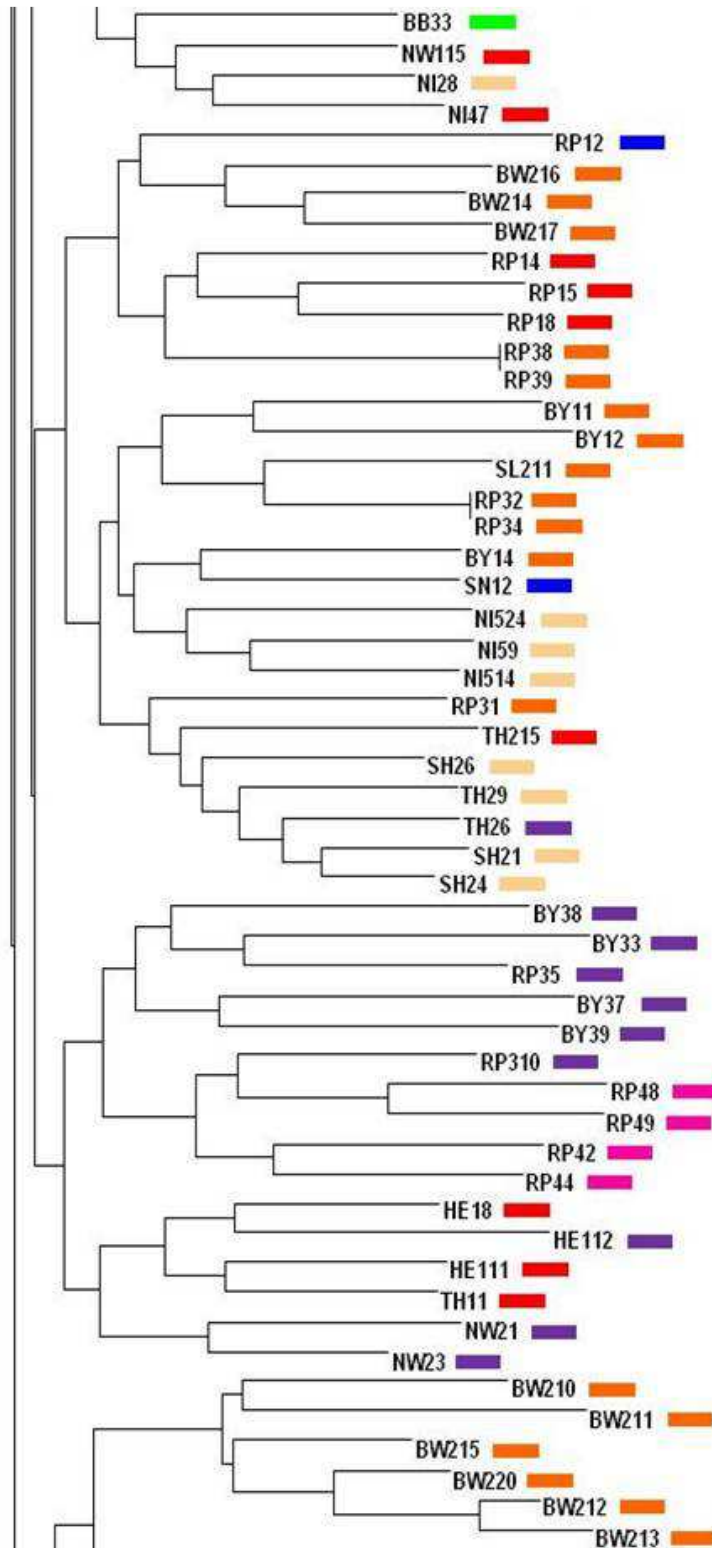 BB33
NW115
NI28
NI47
RP12
BW216
BW214
BW217
RP14
RP15
RP18
RP38
RP39
BY11
BY12
SL211
RP32
RP34
BY14
SN12
NI524
NI59
NI514
RP31
TH215
SH26
TH29
TH26
SH21
SH24
BY38
BY33
RP35
BY37
BY39
RP310
RP48
RP49
RP42
RP44
HE18
HE112
HE111
TH11
NW21
NW23
BW210
BW211
BW215
BW220
BW212
BW213